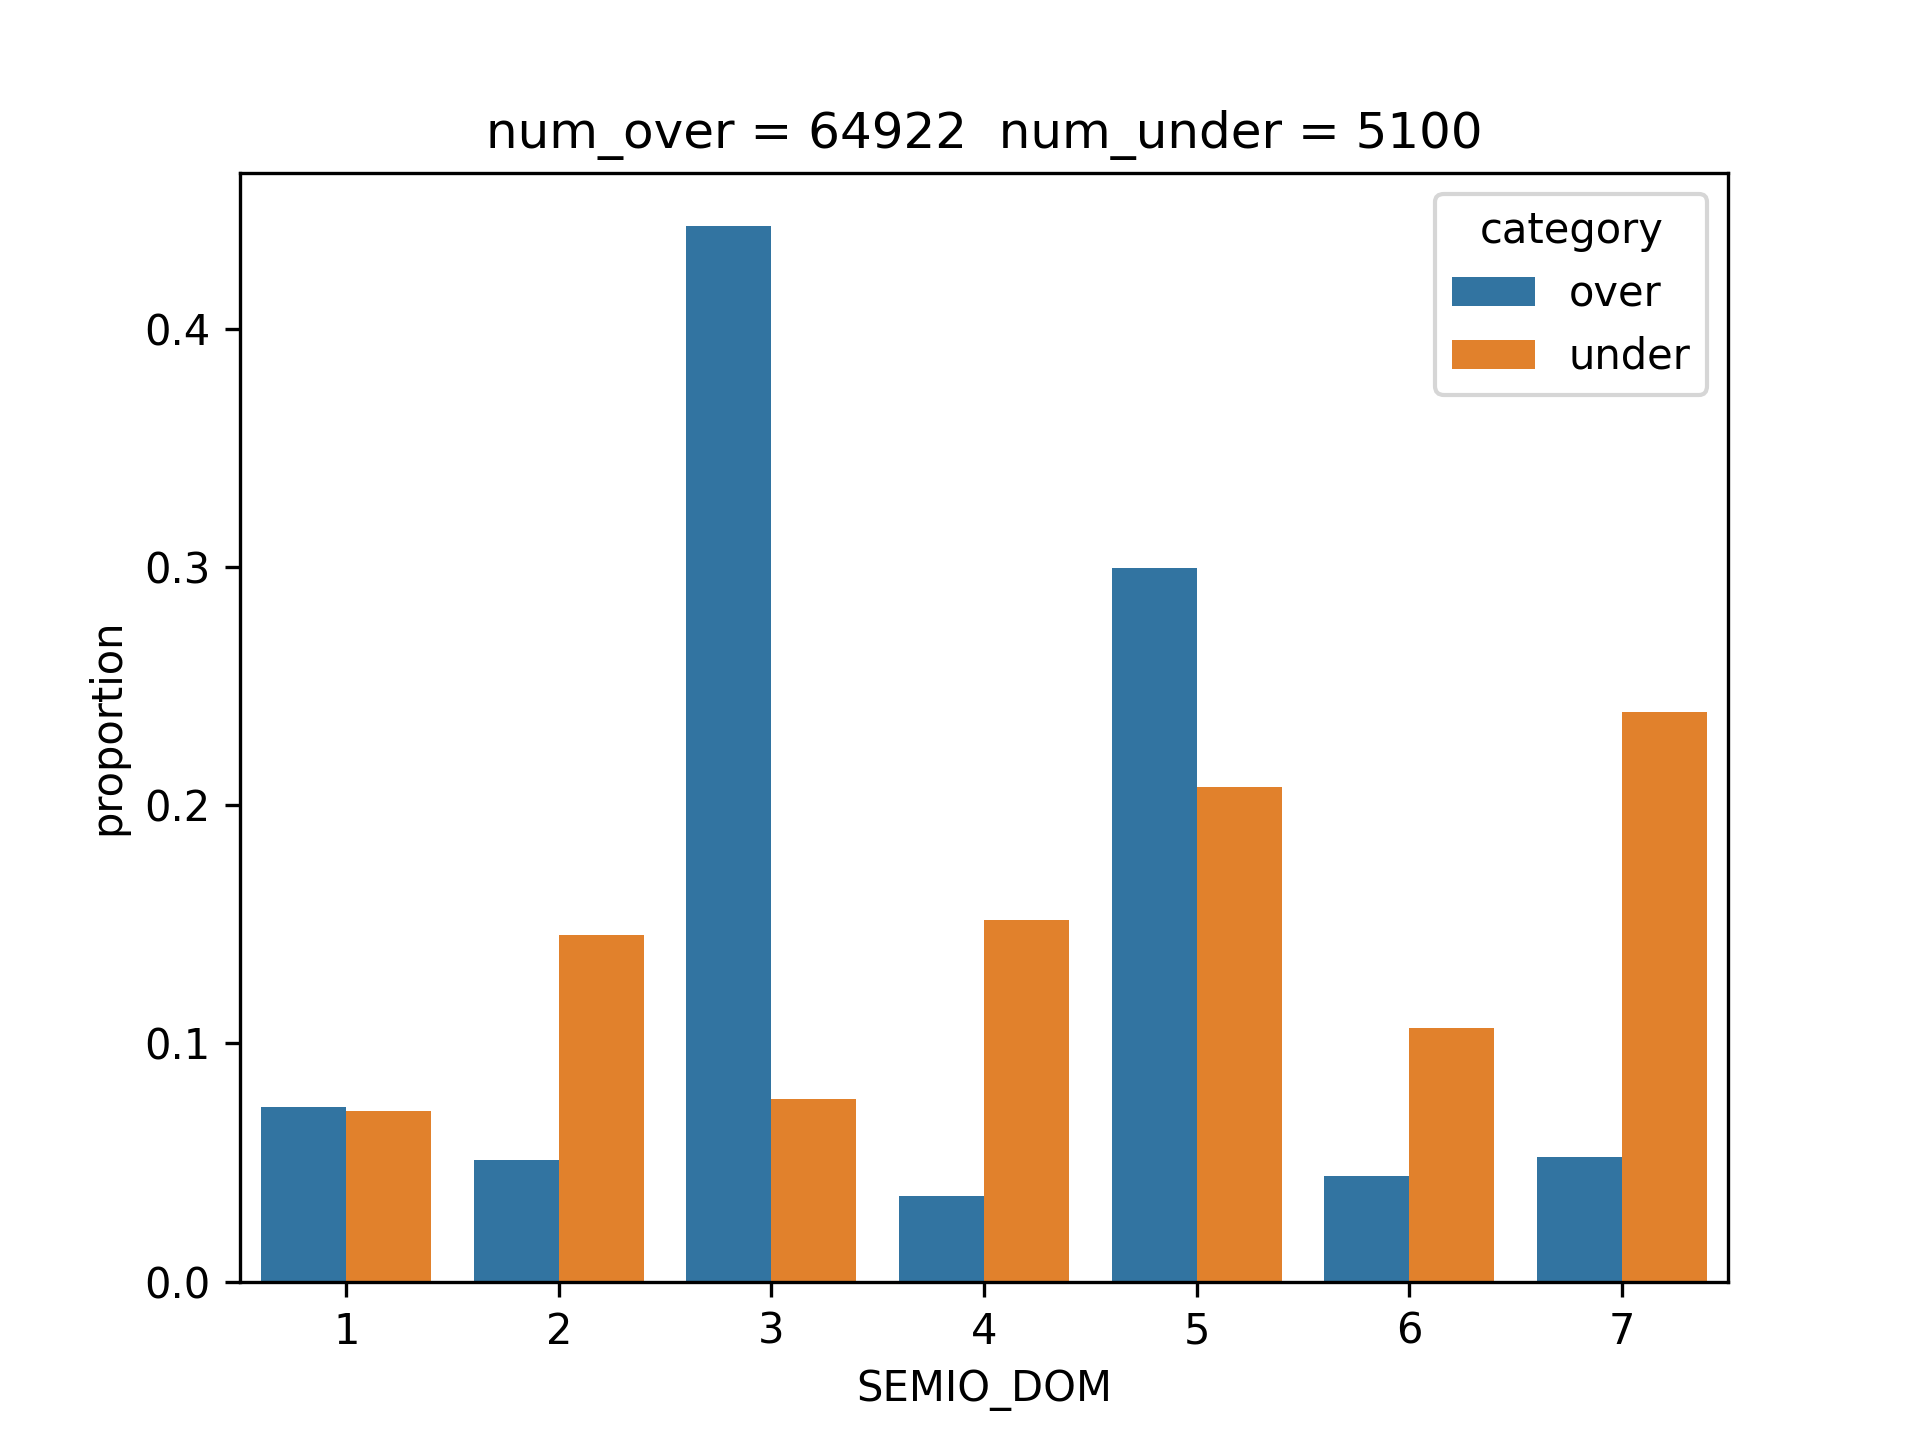 num_over = 64922  num_under = 5100
category
over
under
0.4
0.3
0.2
0.1
0.0
proportion
1 2 3 4 5 6 7
SEMIO_DOM